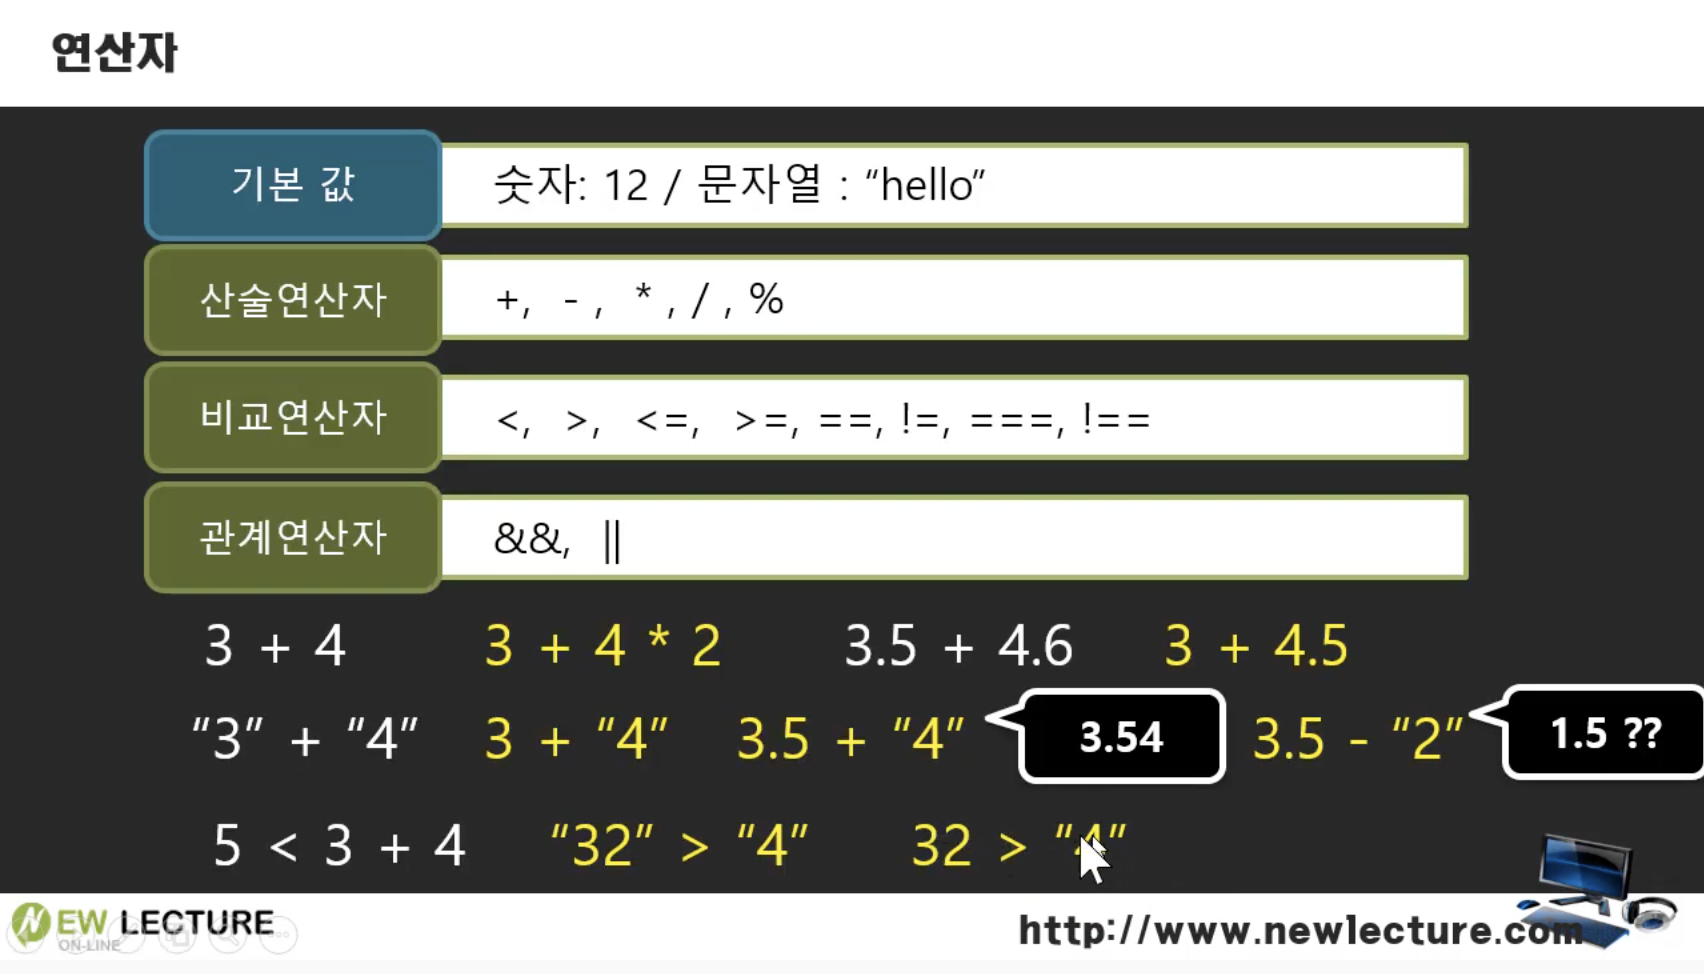 연산자
기본 값
숫자: 12 / 문자열 : “hello”
산술연산자
+, - , * , / , %
비교연산자
<, >, <=, >=, ==, !=, ===, !==
관계연산자
&&, ||
3 + 4 3 + 4 * 2 3.5 + 4.6 3 + 4.5
“3” + “4” 3 + “4” 3.5 + “4” 3.54 3.5 - “2” 1.5 ??
5 < 3 + 4 “32” > “4” 32 > “4”
NEW LECTURE
ON-LINE
http://www.newlecture.com